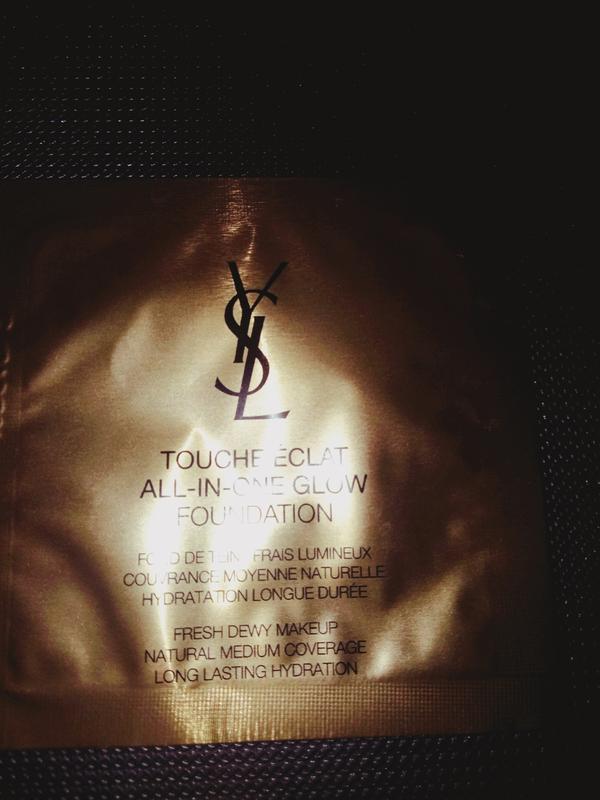 YSL
TOUCHE ÉCLAT
ALL-IN-ONE GLOW
FOUNDATION
FOND DE TEINT FRAIS LUMINEUX
COUVRANCE MOYENNE NATURELLE
HYDRATATION LONGUE DURÉE
FRESH DEWY MAKEUP
NATURAL MEDIUM COVERAGE
LONG LASTING HYDRATION